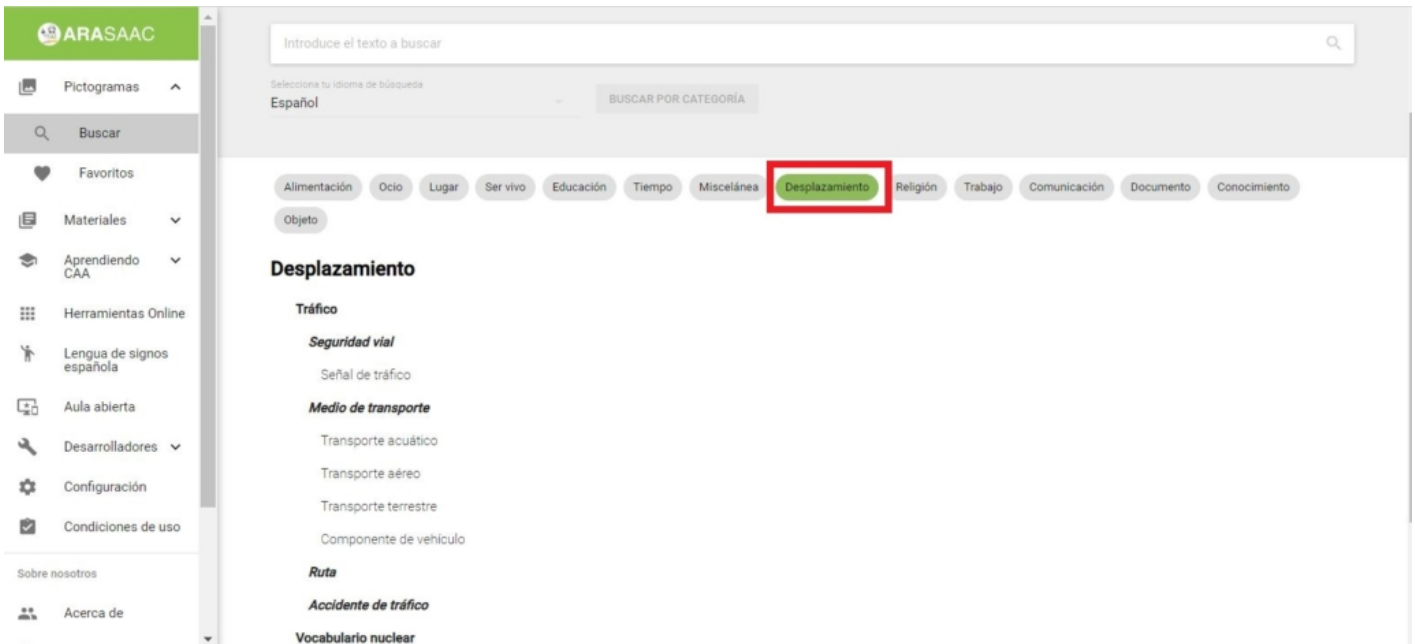 ARASAAC
Pictogramas
Buscar
Favoritos
Materiales
Aprendiendo
CAA
Herramientas Online
Lengua de signos
española
Aula abierta
Desarrolladores
Configuración
Condiciones de uso
Sobre nosotros
Acerca de
Introduce el texto a buscar
Selecciona tu idioma de búsqueda
Español
BUSCAR POR CATEGORÍA
Alimentación Ocio Lugar Ser vivo Educación Tiempo Miscelánea Desplazamiento Religión Trabajo Comunicación Documento Conocimiento
Objeto
Desplazamiento
Tráfico
Seguridad vial
Señal de tráfico
Medio de transporte
Transporte acuático
Transporte aéreo
Transporte terrestre
Componente de vehículo
Ruta
Accidente de tráfico
Vocabulario nuclear